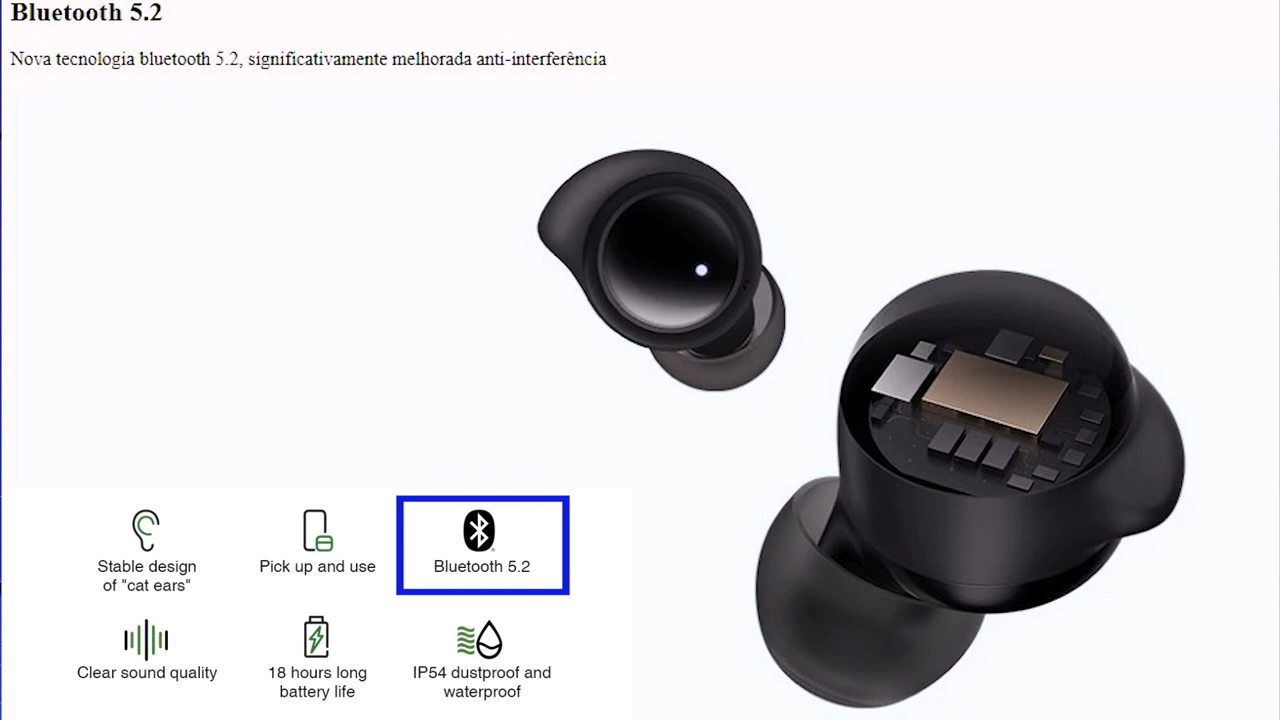 Bluetooth 5.2
Nova tecnologia bluetooth 5.2, significativamente melhorada anti-interferência
Stable design
of "cat ears"
Pick up and use
Bluetooth 5.2
Clear sound quality
18 hours long
battery life
IP54 dustproof and
waterproof